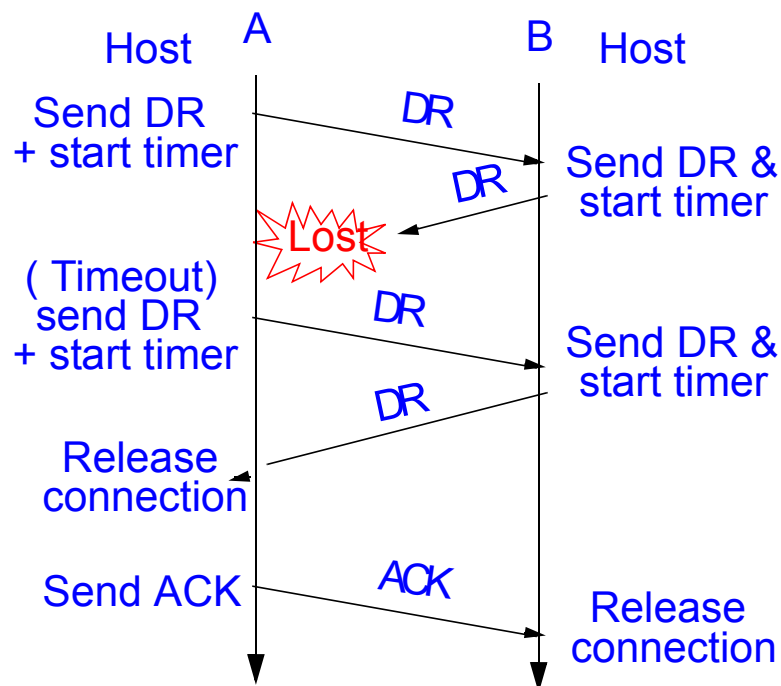 A
B
Host
Host
Send DR
+ start timer
DR
Send DR &
start timer
DR
Lost
( Timeout)
send DR
+ start timer
DR
Send DR &
start timer
DR
Release
connection
Send ACK
ACK
Release
connection